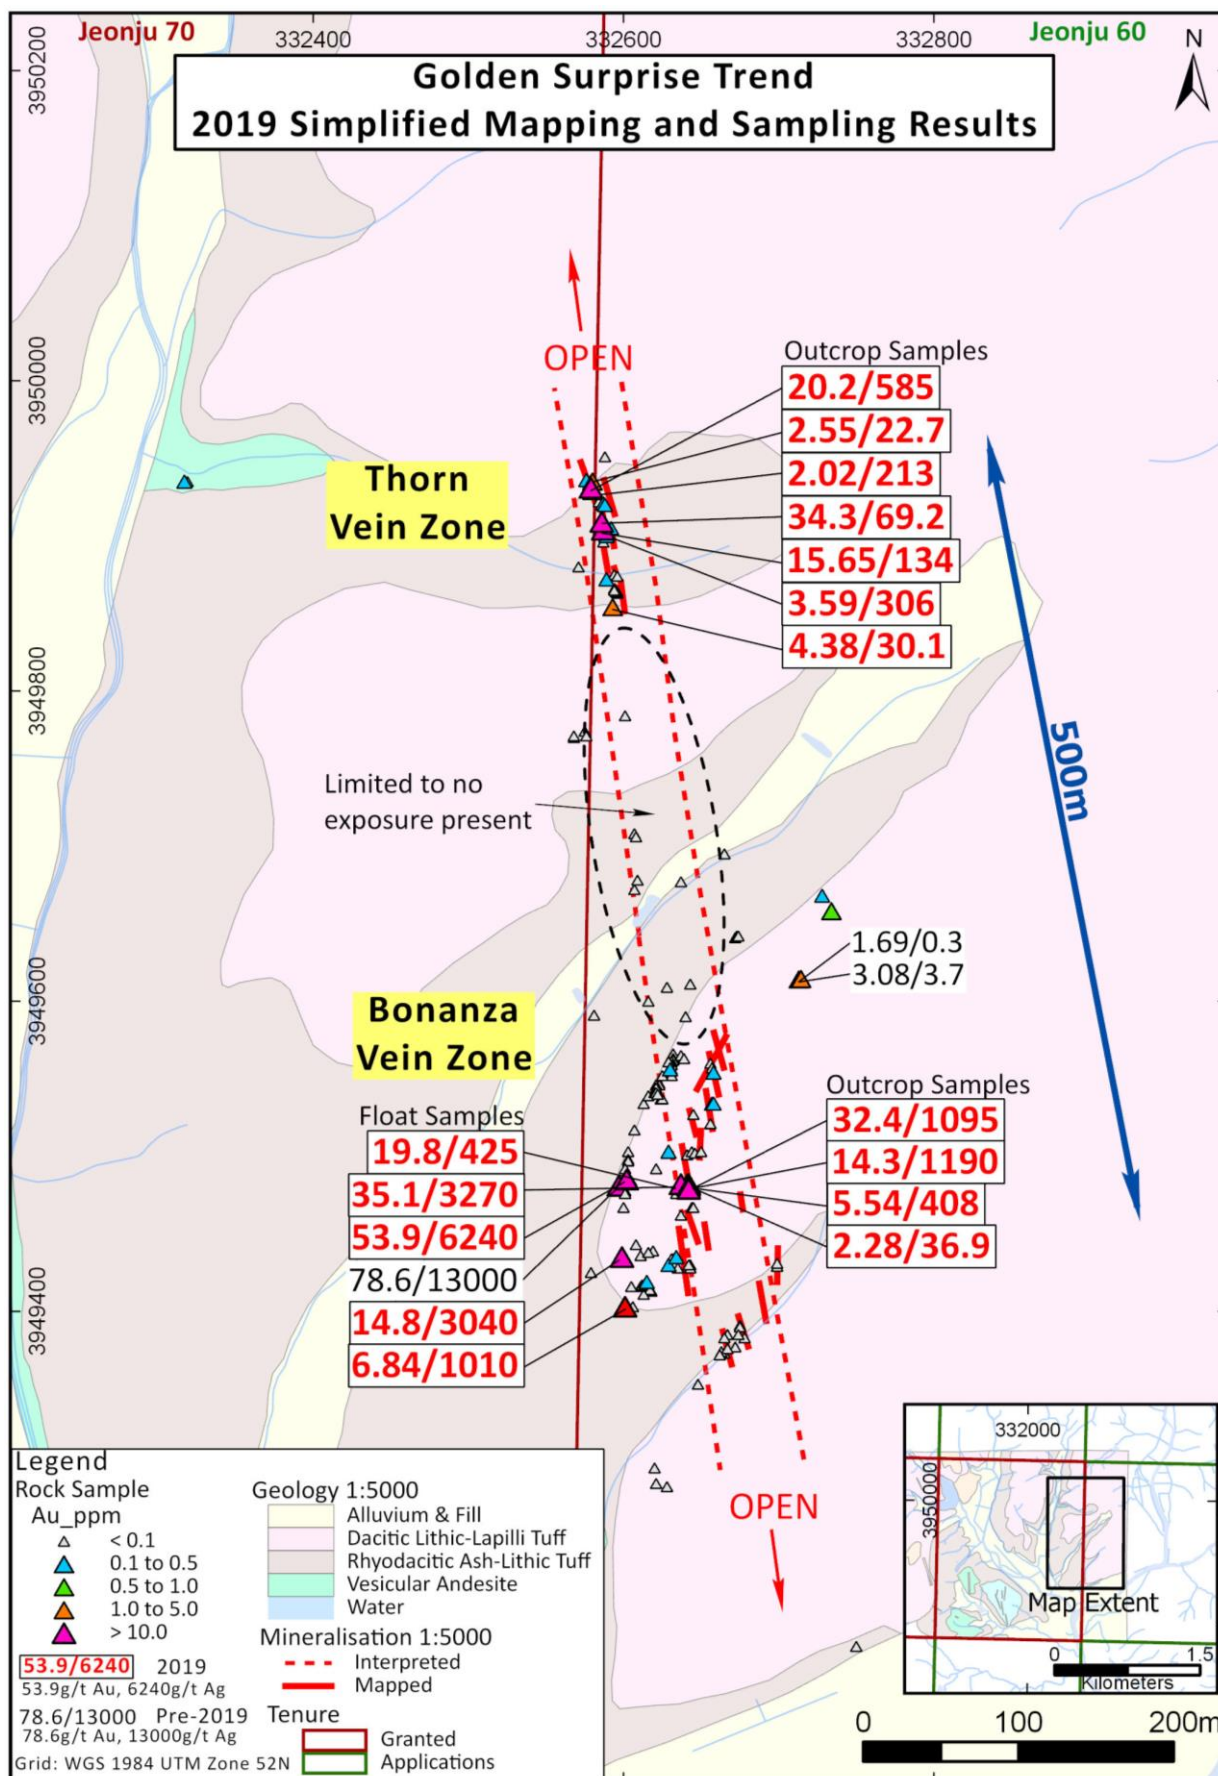 Jeonju 70
332400
332600
332800
Jeonju 60
N
3950200
Golden Surprise Trend
2019 Simplified Mapping and Sampling Results
OPEN
3950000
Outcrop Samples
20.2/585
2.55/22.7
2.02/213
34.3/69.2
15.65/134
3.59/306
4.38/30.1
Thorn
Vein Zone
3949800
500m
Limited to no
exposure present
1.69/0.3
3.08/3.7
3949600
Bonanza
Vein Zone
Float Samples
19.8/425
35.1/3270
53.9/6240
78.6/13000
14.8/3040
6.84/1010
Outcrop Samples
32.4/1095
14.3/1190
5.54/408
2.28/36.9
3949400
OPEN
Legend
Rock Sample
Au_ppm
< 0.1
0.1 to 0.5
0.5 to 1.0
1.0 to 5.0
> 10.0
53.9/6240 2019
53.9g/t Au, 6240g/t Ag
78.6/13000 Pre-2019
78.6g/t Au, 13000g/t Ag
Grid: WGS 1984 UTM Zone 52N
Geology 1:5000
Alluvium & Fill
Dacitic Lithic-Lapilli Tuff
Rhyodacitic Ash-Lithic Tuff
Vesicular Andesite
Water
Mineralisation 1:5000
Interpreted
Mapped
Tenure
Granted
Applications
332000
3950000
Map Extent
0 1.5
Kilometers
0 100 200m